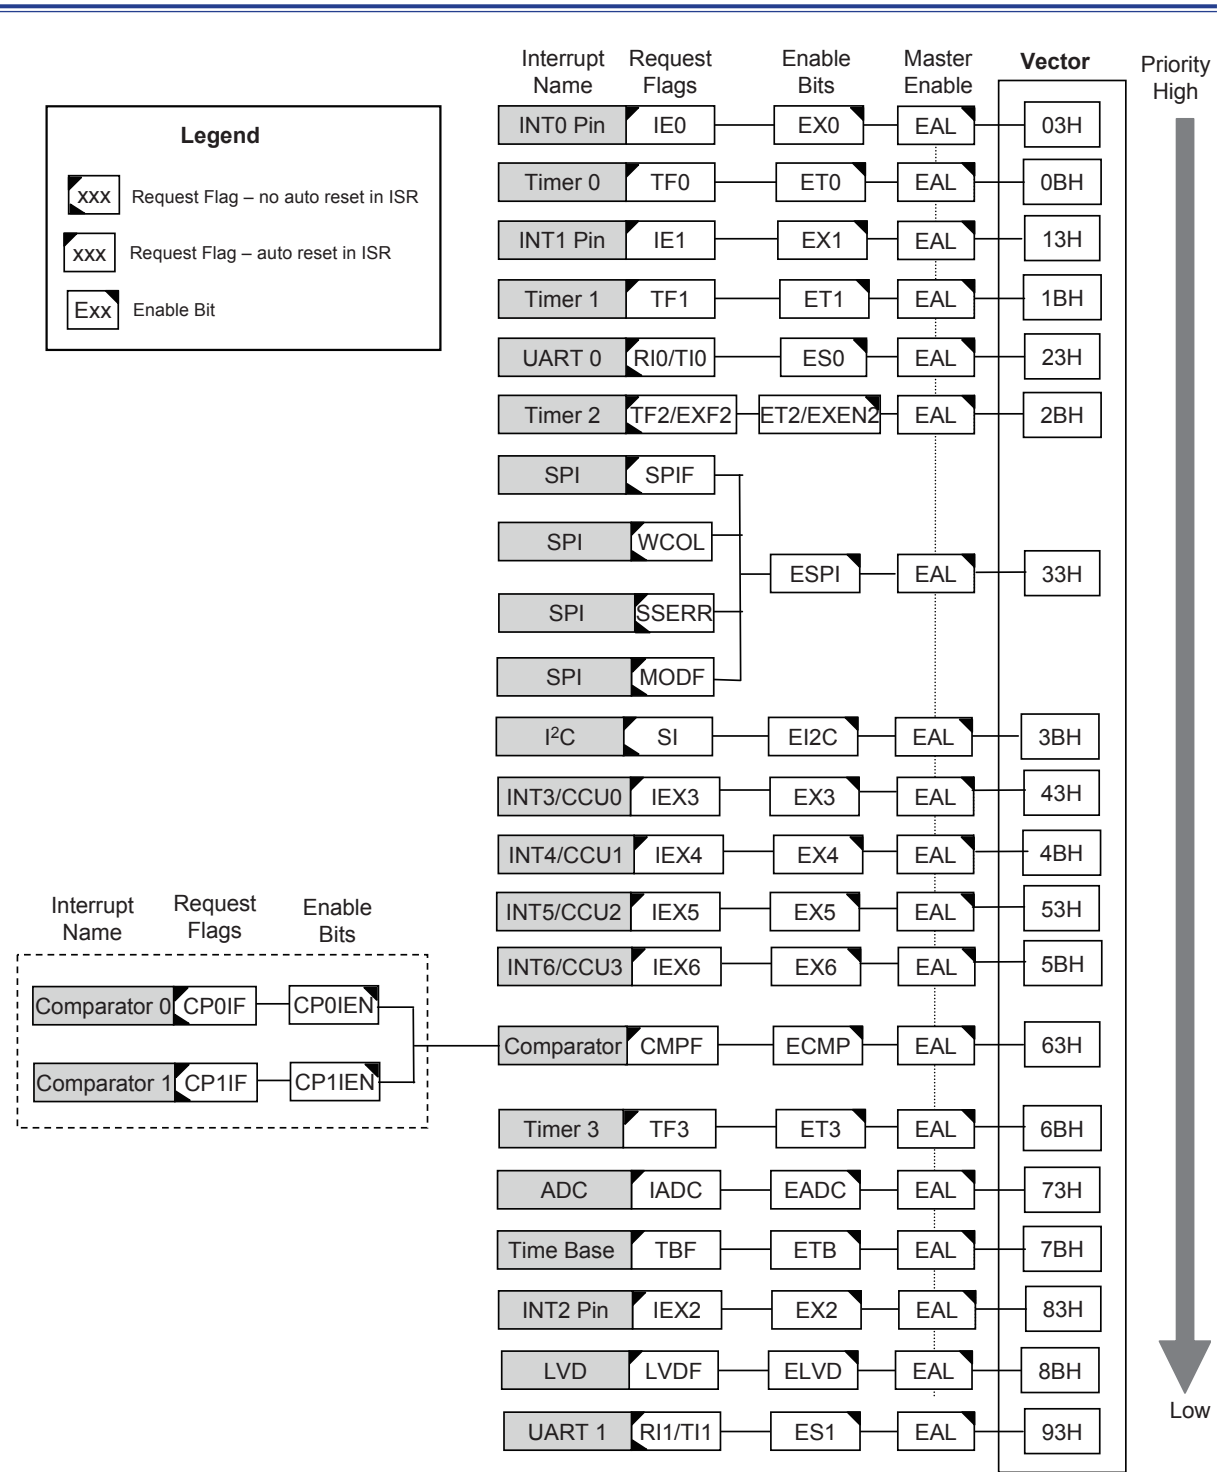 Interrupt Name Request Flags Enable Bits Master Enable Vector Priority High
Legend
xxx Request Flag – no auto reset in ISR
xxx Request Flag – auto reset in ISR
Exx Enable Bit
INT0 Pin IE0 EX0 EAL 03H
Timer 0 TF0 ET0 EAL 0BH
INT1 Pin IE1 EX1 EAL 13H
Timer 1 TF1 ET1 EAL 1BH
UART 0 RI0/TI0 ES0 EAL 23H
Timer 2 TF2/EXF2 ET2/EXEN2 EAL 2BH
SPI SPIF
SPI WCOL
ESPI EAL 33H
SPI SSERR
SPI MODF
I²C SI EI2C EAL 3BH
INT3/CCU0 IEX3 EX3 EAL 43H
INT4/CCU1 IEX4 EX4 EAL 4BH
INT5/CCU2 IEX5 EX5 EAL 53H
INT6/CCU3 IEX6 EX6 EAL 5BH
Interrupt Name Request Flags Enable Bits
Comparator 0 CP0IF CP0IEN
Comparator 1 CP1IF CP1IEN
Comparator CMPF ECMP EAL 63H
Timer 3 TF3 ET3 EAL 6BH
ADC IADC EADC EAL 73H
Time Base TBF ETB EAL 7BH
INT2 Pin IEX2 EX2 EAL 83H
LVD LVDF ELVD EAL 8BH
Low
UART 1 RI1/TI1 ES1 EAL 93H